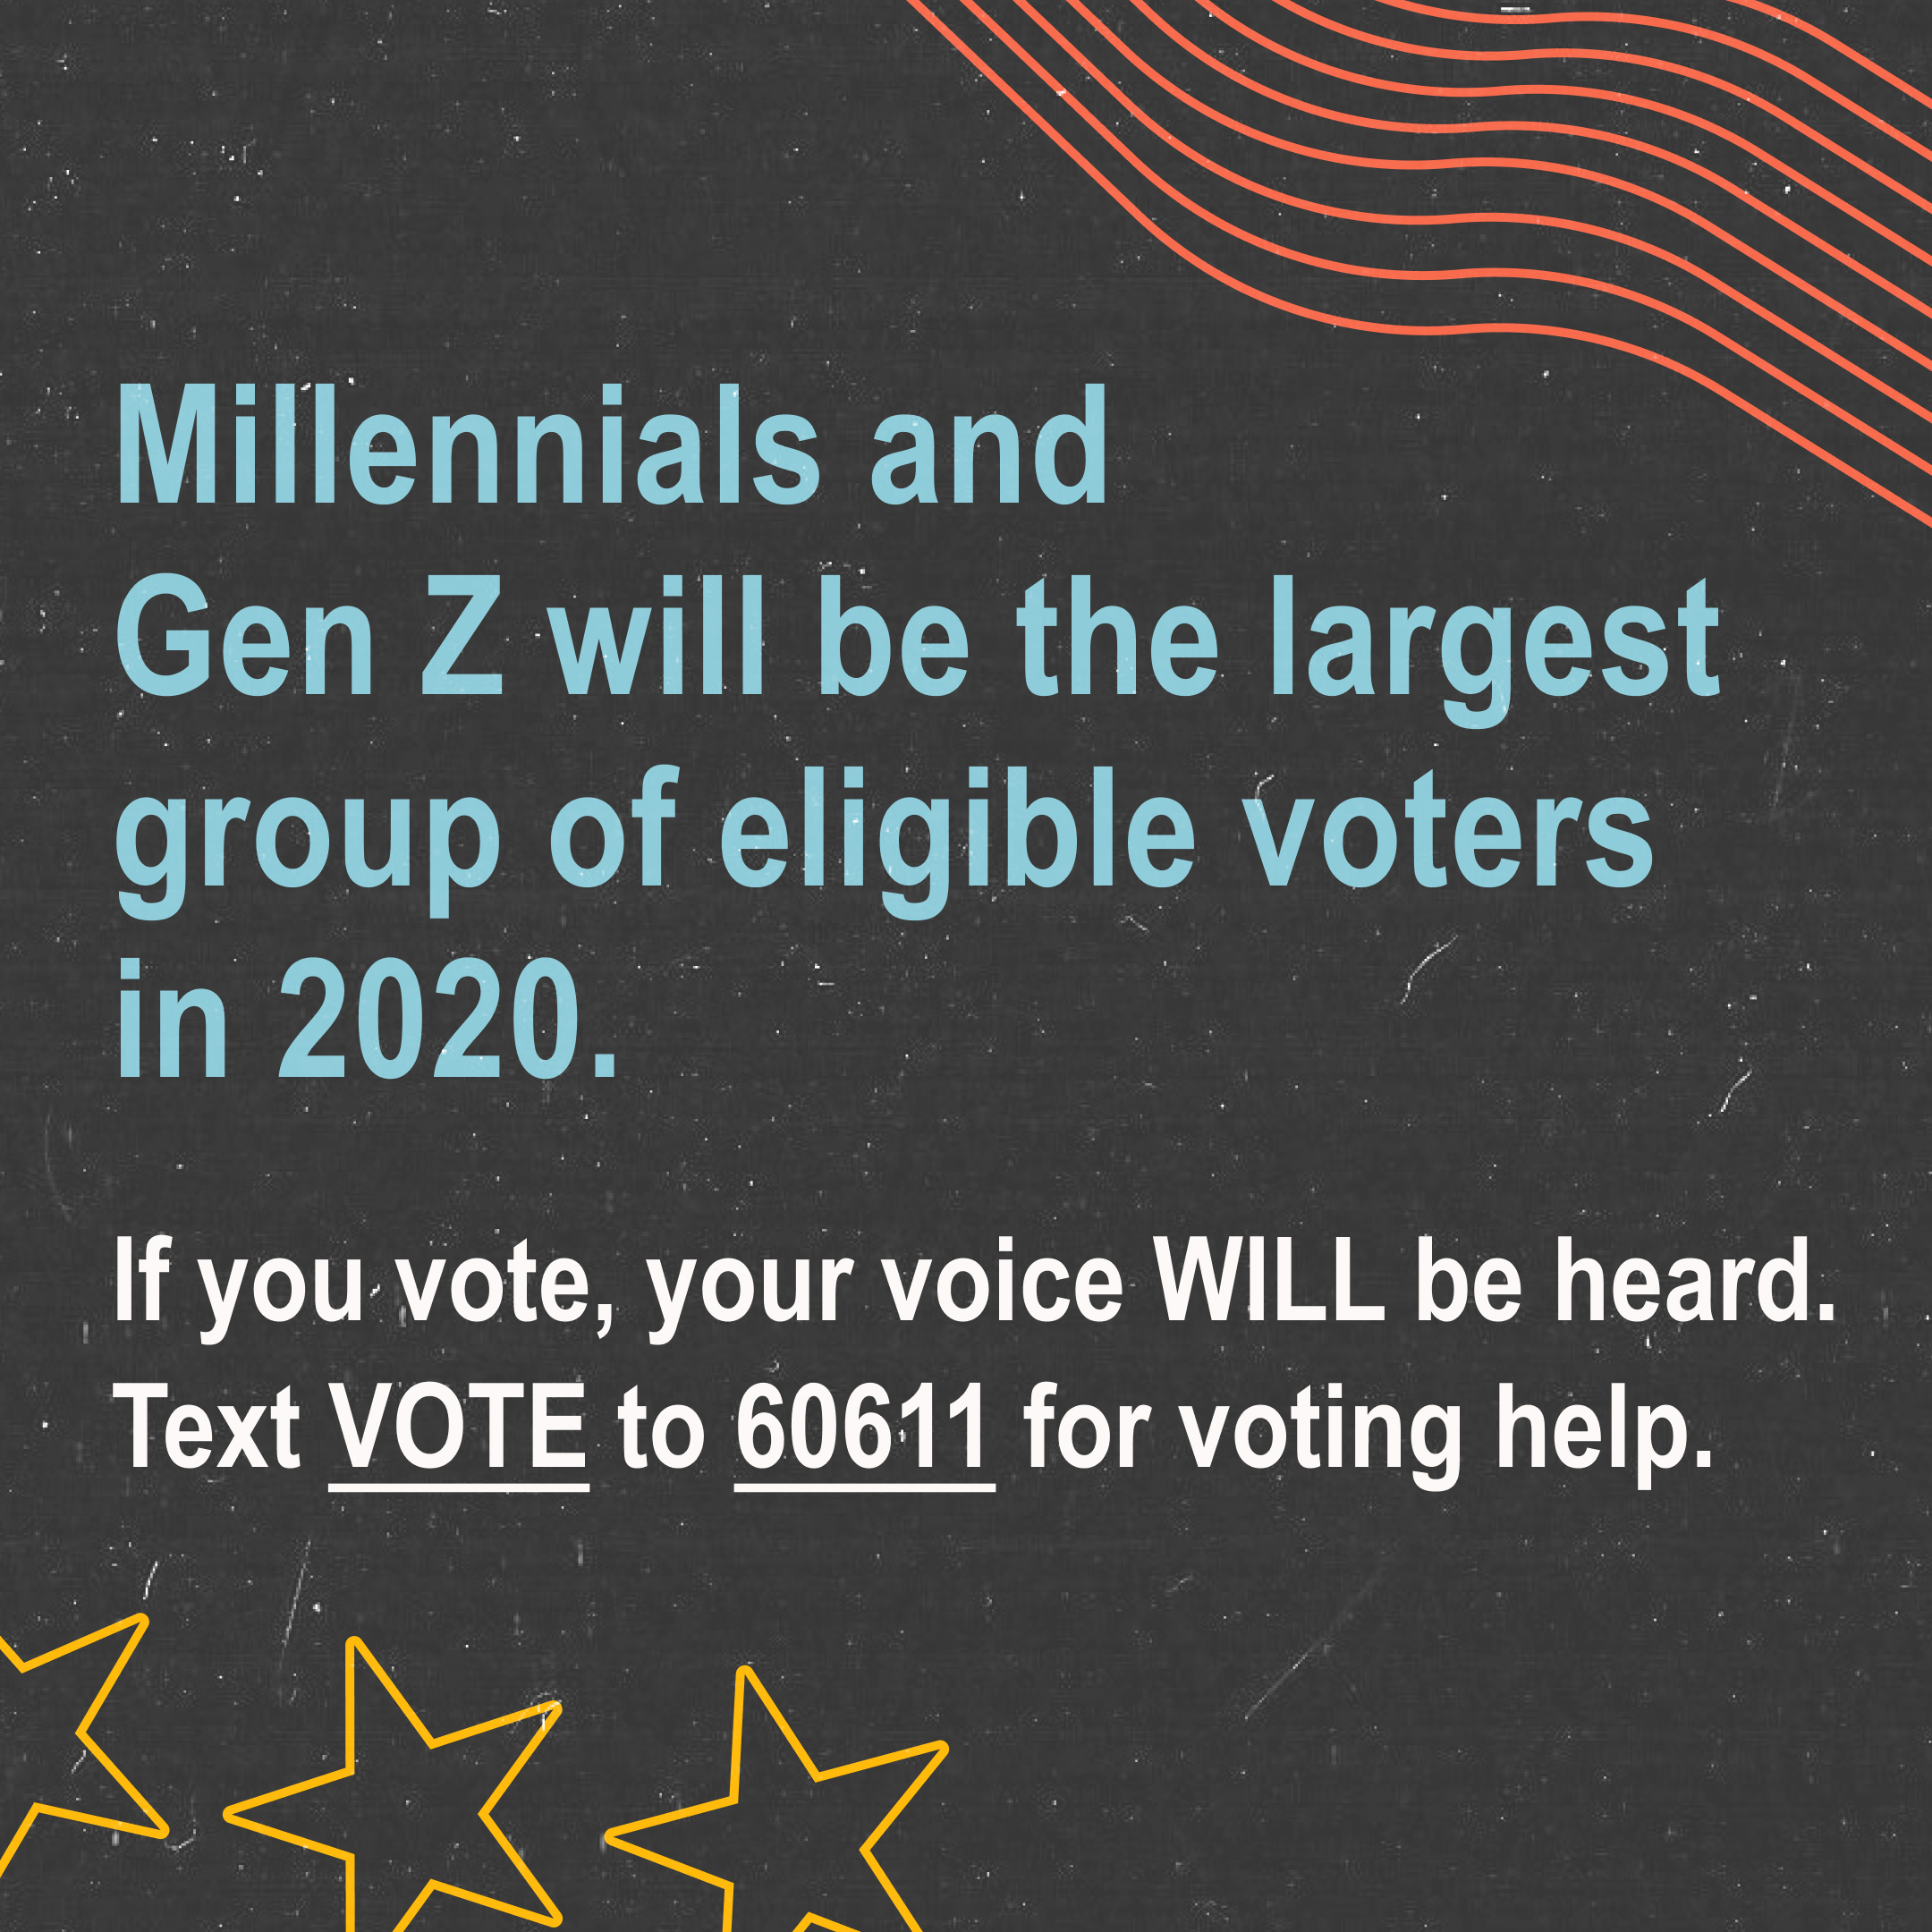 Millennials and
Gen Z will be the largest
group of eligible voters
in 2020.
If you vote, your voice WILL be heard.
Text VOTE to 60611 for voting help.